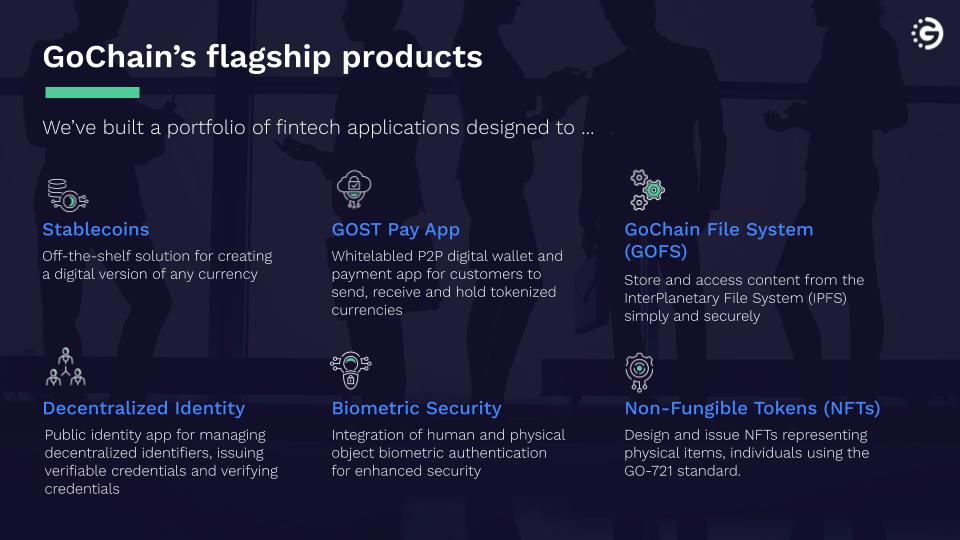 GoChain’s flagship products
We’ve built a portfolio of fintech applications designed to ...
Stablecoins
Off-the-shelf solution for creating
a digital version of any currency
GOST Pay App
Whitelabled P2P digital wallet and
payment app for customers to
send, receive and hold tokenized
currencies
GoChain File System
(GOFS)
Store and access content from the
InterPlanetary File System (IPFS)
simply and securely
Decentralized Identity
Public identity app for managing
decentralized identifiers, issuing
verifiable credentials and verifying
credentials
Biometric Security
Integration of human and physical
object biometric authentication
for enhanced security
Non-Fungible Tokens (NFTs)
Design and issue NFTs representing
physical items, individuals using the
GO-721 standard.